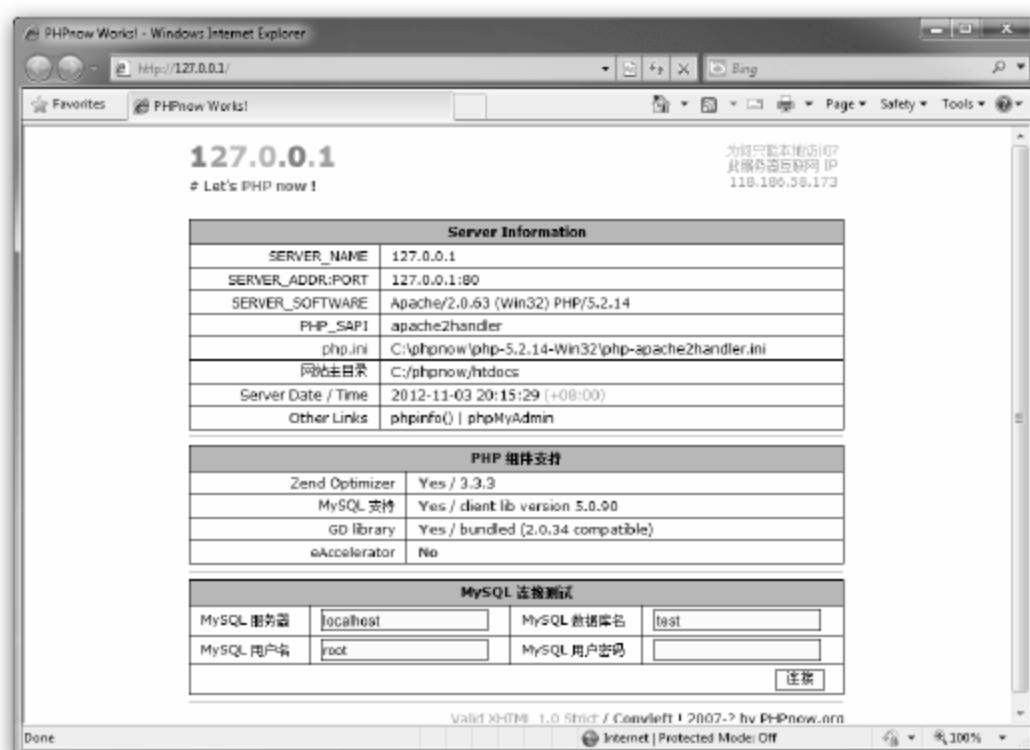 PHPnow Works! - Windows Internet Explorer
http://127.0.0.1/
Bing
Favorites PHPnow Works! Page Safety Tools
127.0.0.1
# Let's PHP now !
为何只能本地访问?
此服务器互联网 IP
118.186.58.173
Server Information
SERVER_NAME 127.0.0.1
SERVER_ADDR:PORT 127.0.0.1:80
SERVER_SOFTWARE Apache/2.0.63 (Win32) PHP/5.2.14
PHP_SAPI apache2handler
php.ini C:\phpnow\php-5.2.14-Win32\php-apache2handler.ini
网站主目录 C:/phpnow/htdocs
Server Date / Time 2012-11-03 20:15:29 (+08:00)
Other Links phpinfo() | phpMyAdmin
PHP 组件支持
Zend Optimizer Yes / 3.3.3
MySQL 支持 Yes / client lib version 5.0.90
GD library Yes / bundled (2.0.34 compatible)
eAccelerator No
MySQL 连接测试
MySQL 服务器 localhost MySQL 数据库名 test
MySQL 用户名 root MySQL 用户密码
连接
Valid XHTML 1.0 Strict / Copyleft ! 2007-? by PHPnow.org
Done Internet | Protected Mode: Off 100%